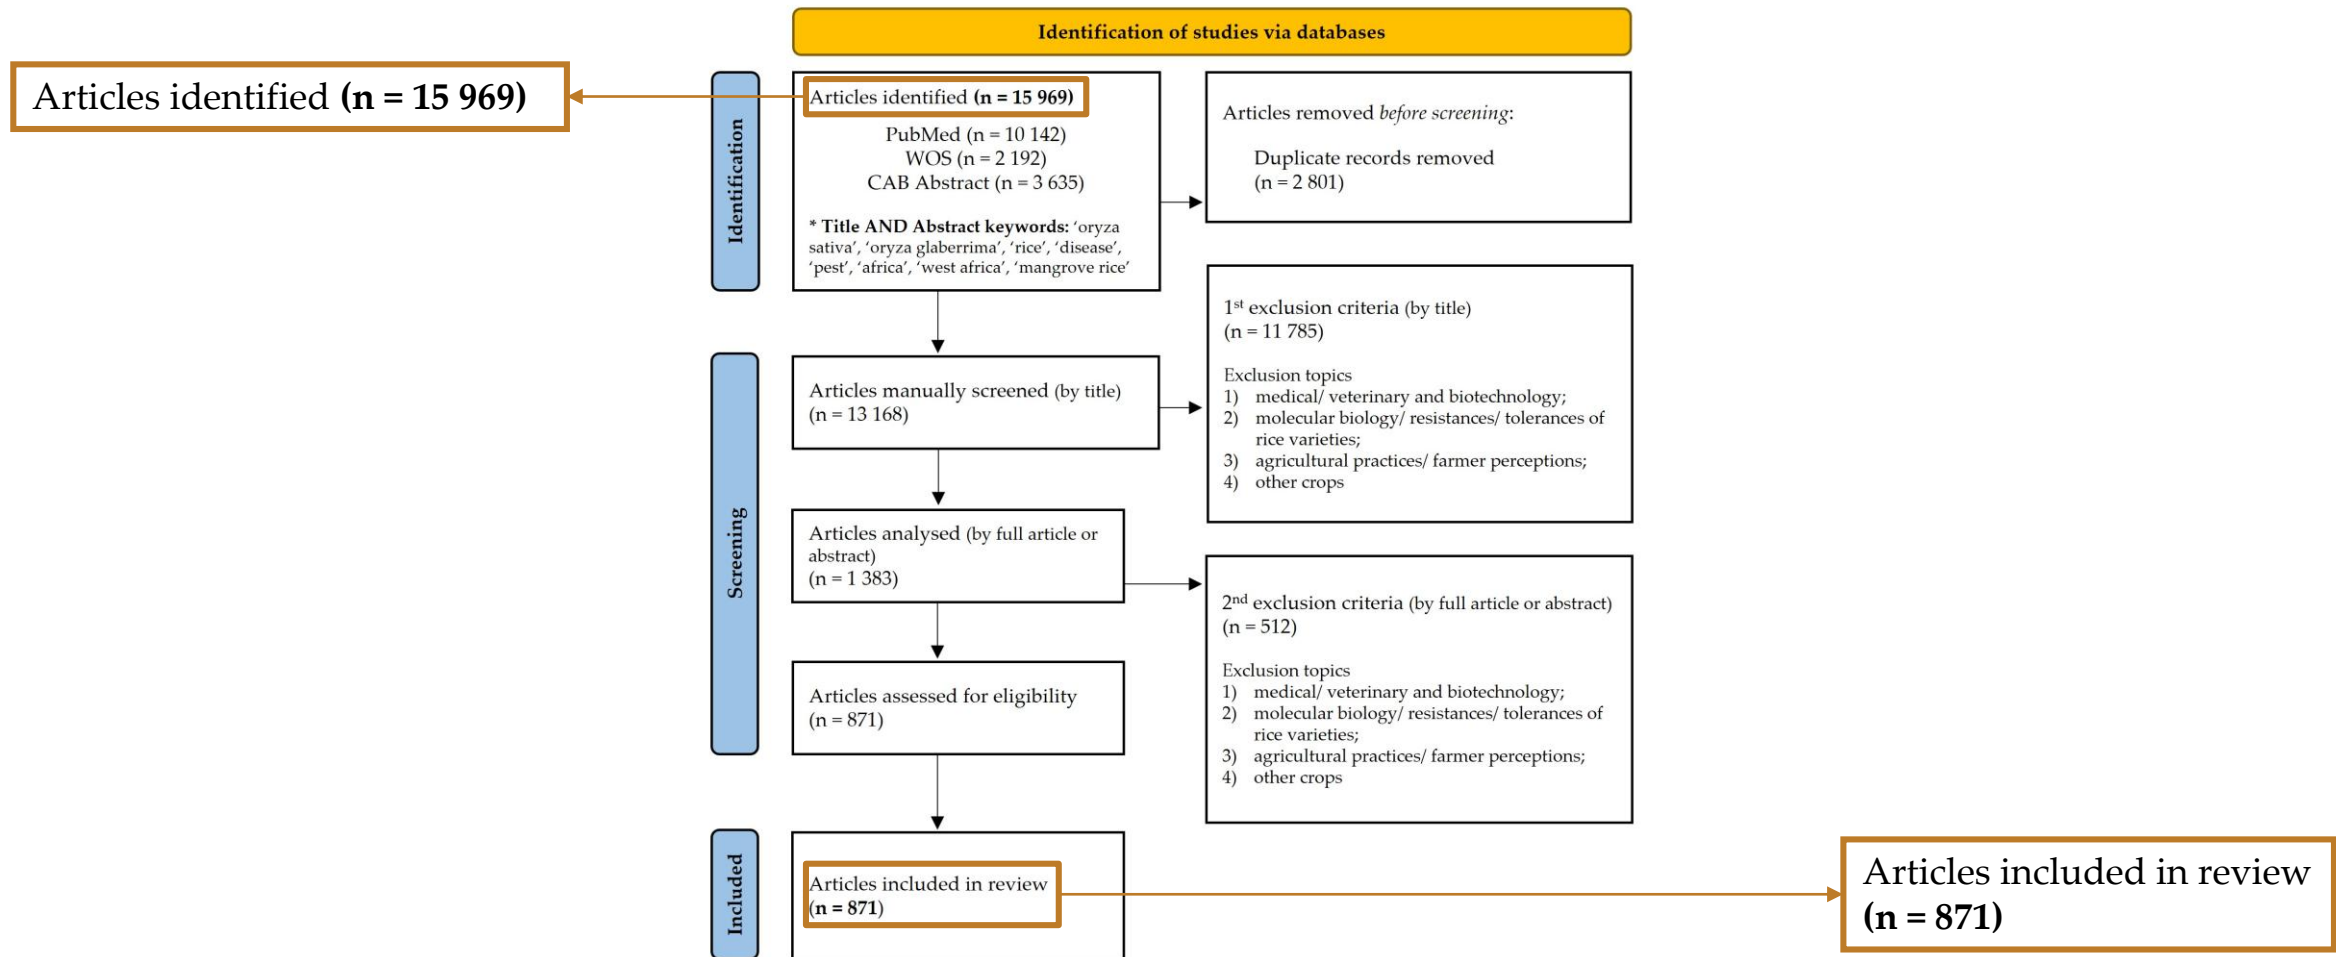 Identification of studies via databases
Articles identified (n = 15 969)
Identification
Articles identified (n = 15 969)
PubMed (n = 10 142)
WOS (n = 2 192)
CAB Abstract (n = 3 635)
* Title AND Abstract keywords: ‘oryza
sativa’, ‘oryza glaberrima’, ‘rice’, ‘disease’,
‘pest’, ‘africa’, ‘west africa’, ‘mangrove rice’
Articles removed before screening:
Duplicate records removed
(n = 2 801)
Screening
Articles manually screened (by title)
(n = 13 168)
1st exclusion criteria (by title)
(n = 11 785)
Exclusion topics
1) medical/ veterinary and biotechnology;
2) molecular biology/ resistances/ tolerances of
rice varieties;
3) agricultural practices/ farmer perceptions;
4) other crops
Articles analysed (by full article or
abstract)
(n = 1 383)
2nd exclusion criteria (by full article or abstract)
(n = 512)
Exclusion topics
1) medical/ veterinary and biotechnology;
2) molecular biology/ resistances/ tolerances of
rice varieties;
3) agricultural practices/ farmer perceptions;
4) other crops
Articles assessed for eligibility
(n = 871)
Included
Articles included in review
(n = 871)
Articles included in review
(n = 871)